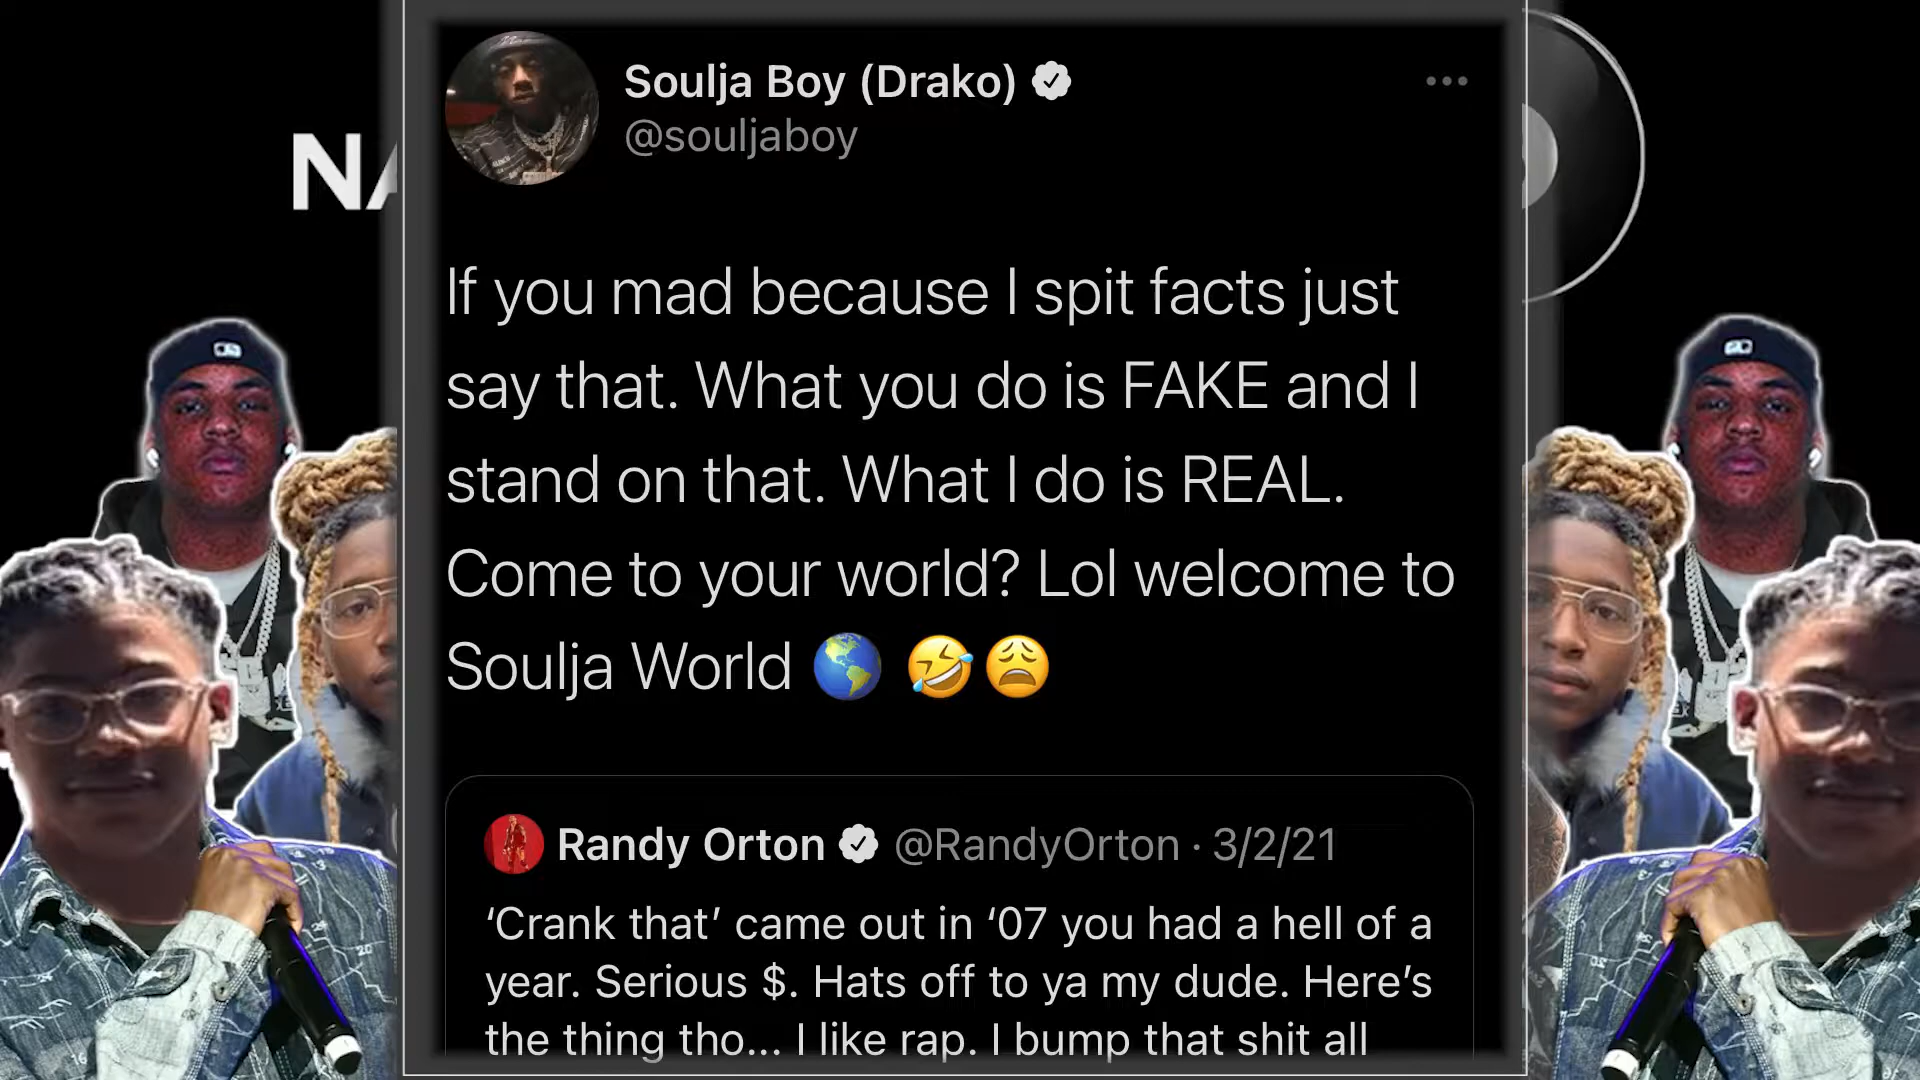 NA
Soulja Boy (Drako)
@souljaboy
If you mad because I spit facts just
say that. What you do is FAKE and I
stand on that. What I do is REAL.
Come to your world? Lol welcome to
Soulja World 🌎 🤣😩
Randy Orton @RandyOrton · 3/2/21
‘Crank that’ came out in ‘07 you had a hell of a
year. Serious $. Hats off to ya my dude. Here’s
the thing tho... I like rap. I bump that shit all